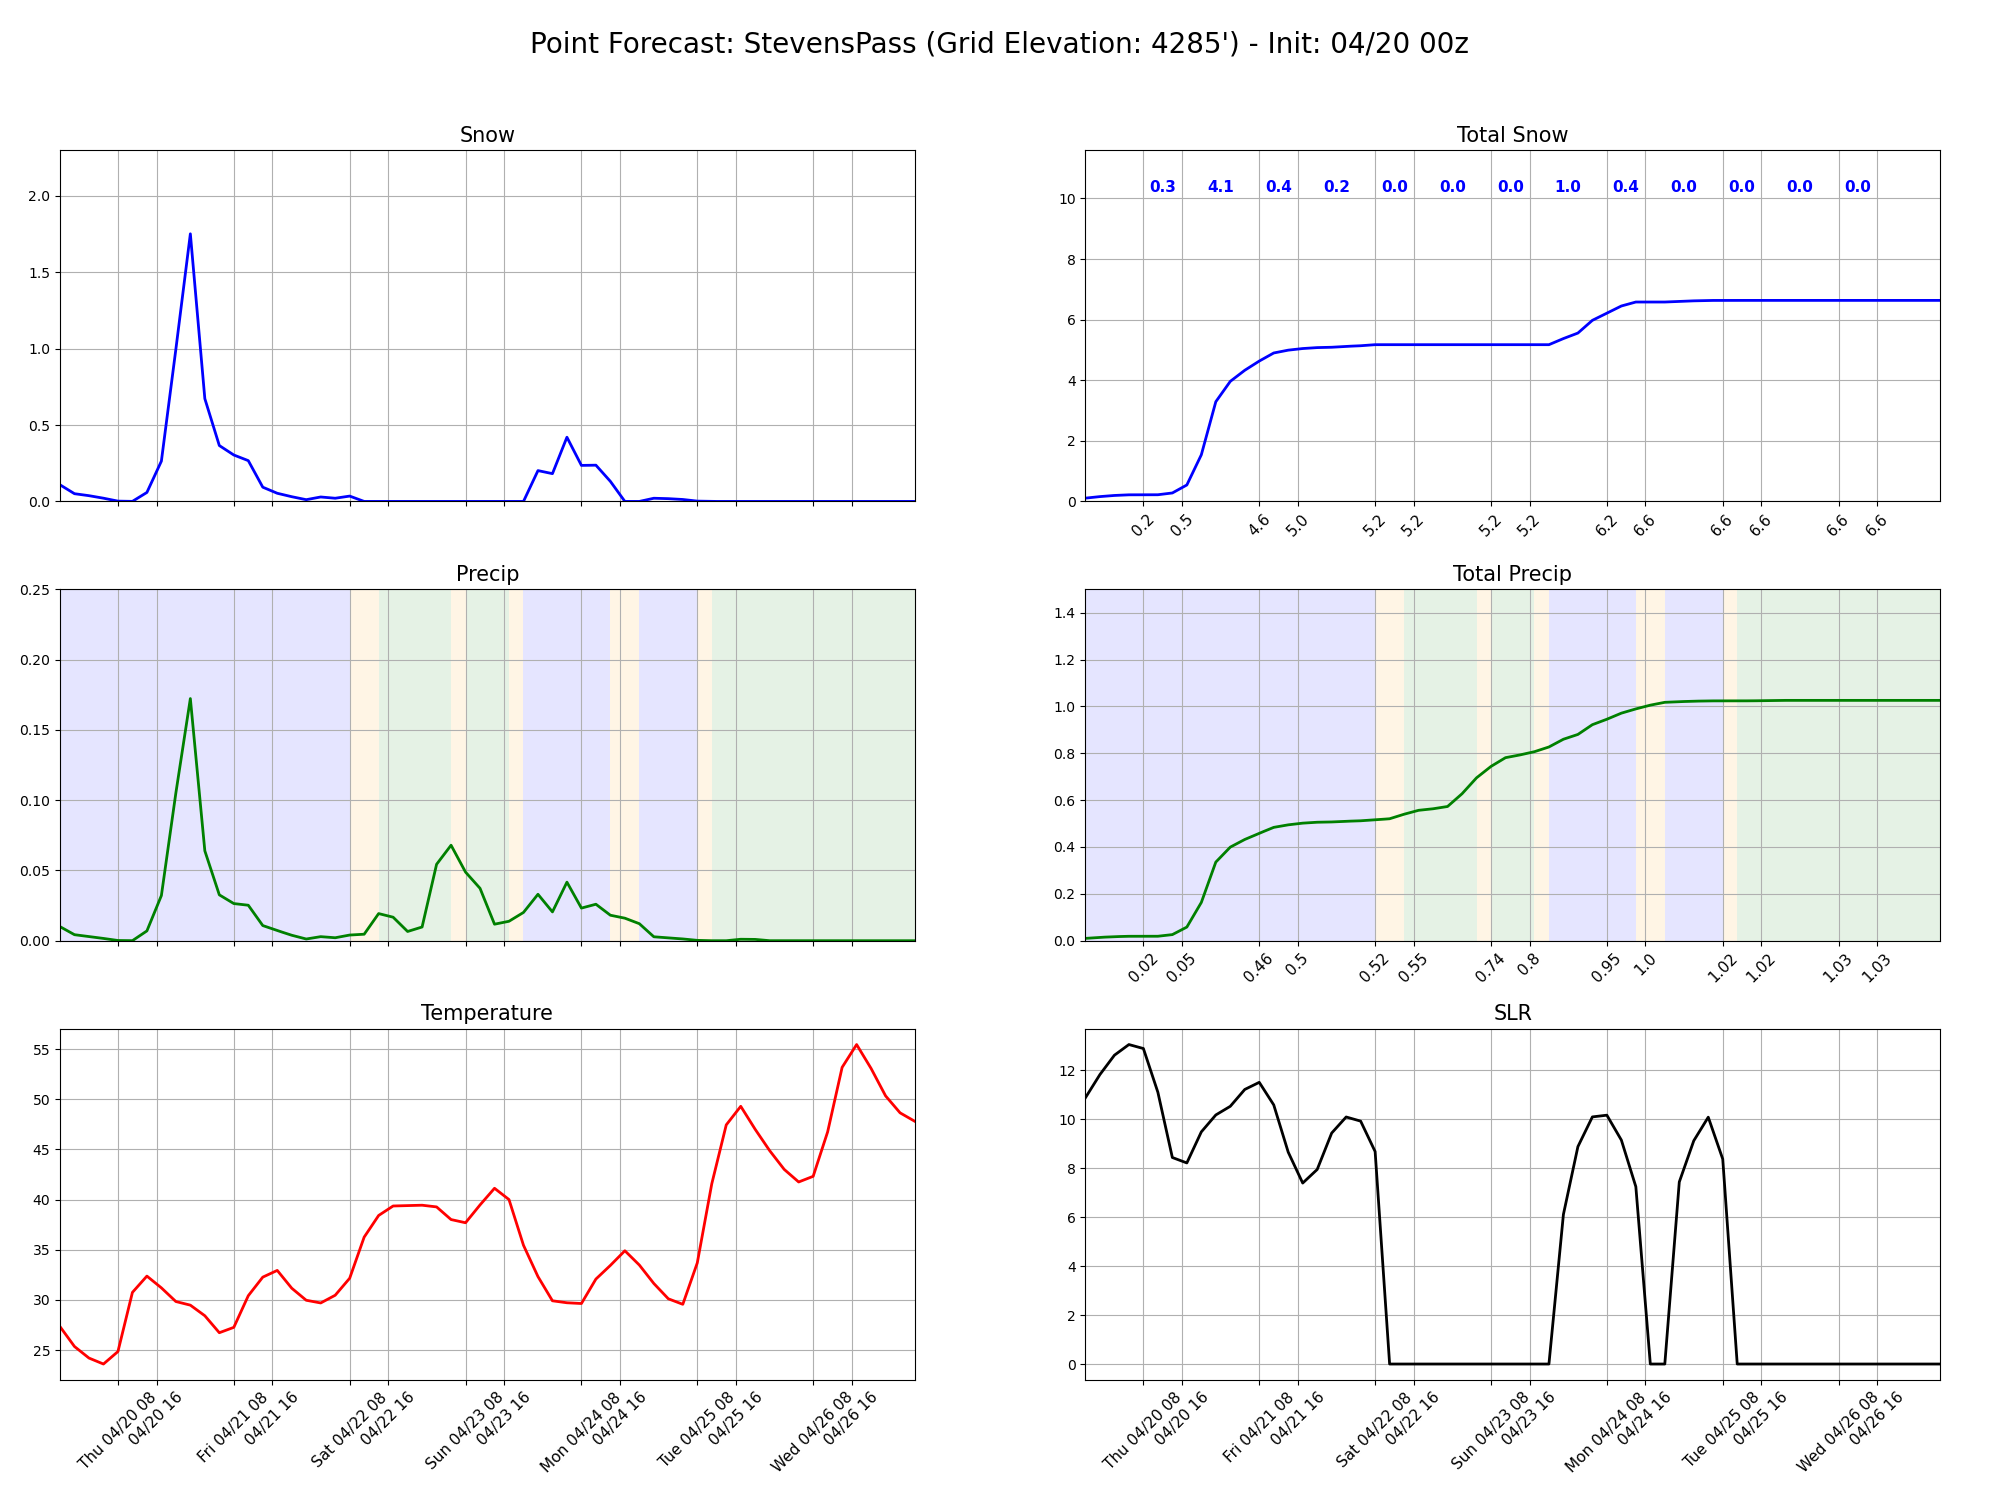 Point Forecast: StevensPass (Grid Elevation: 4285') - Init: 04/20 00z
Snow
2.0
1.5
1.0
0.5
0.0
Total Snow
0.3 4.1 0.4 0.2 0.0 0.0 0.0 1.0 0.4 0.0 0.0 0.0 0.0
10
8
6
4
2
0
0.2 0.5 4.6 5.0 5.2 5.2 5.2 5.2 6.2 6.6 6.6 6.6 6.6 6.6
Precip
0.25
0.20
0.15
0.10
0.05
0.00
Total Precip
1.4
1.2
1.0
0.8
0.6
0.4
0.2
0.0
0.02 0.05 0.46 0.5 0.52 0.55 0.74 0.8 0.95 1.0 1.02 1.02 1.03 1.03
Temperature
55
50
45
40
35
30
25
Thu 04/20 08
04/20 16
Fri 04/21 08
04/21 16
Sat 04/22 08
04/22 16
Sun 04/23 08
04/23 16
Mon 04/24 08
04/24 16
Tue 04/25 08
04/25 16
Wed 04/26 08
04/26 16
SLR
12
10
8
6
4
2
0
Thu 04/20 08
04/20 16
Fri 04/21 08
04/21 16
Sat 04/22 08
04/22 16
Sun 04/23 08
04/23 16
Mon 04/24 08
04/24 16
Tue 04/25 08
04/25 16
Wed 04/26 08
04/26 16